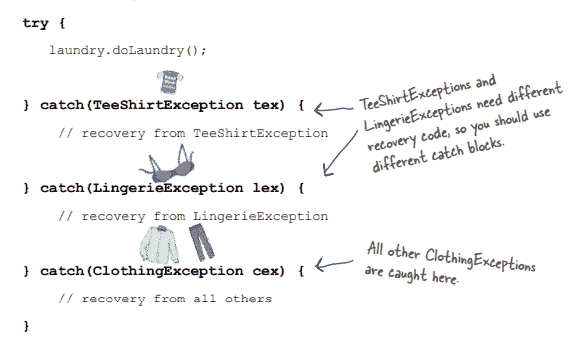 try {
laundry.doLaundry();
} catch(TeeShirtException tex) {
// recovery from TeeShirtException
TeeShirtExceptions and
LingerieExceptions need different
recovery code, so you should use
different catch blocks.
} catch(LingerieException lex) {
// recovery from LingerieException
} catch(ClothingException cex) {
// recovery from all others
All other ClothingExceptions
are caught here.
}